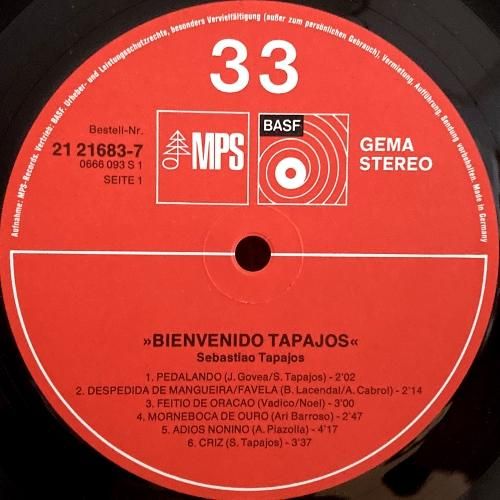 Aufnahme: MPS-Records. Vertrieb: BASF. Urheber- und Leistungsschutzrechte, besonders Vervielfältigung (außer zum persönlichen Gebrauch), Vermietung, Aufführung, Sendung vorbehalten. Made in Germany
33
Bestell-Nr.
21 21683-7
0666 093 S 1
SEITE 1
MPS
BASF
GEMA
STEREO
»BIENVENIDO TAPAJOS«
Sebastiao Tapajos
1. PEDALANDO (J. Govea/S. Tapajos) - 2'02
2. DESPEDIDA DE MANGUEIRA/FAVELA (B. Lacendal/A. Cabrol) - 2'14
3. FEITIO DE ORACAO (Vadico/Noel) - 3'00
4. MORNEBOCA DE OURO (Ari Barroso) - 2'47
5. ADIOS NONINO (A. Piazolla) - 4'17
6. CRIZ (S. Tapajos) - 3'37